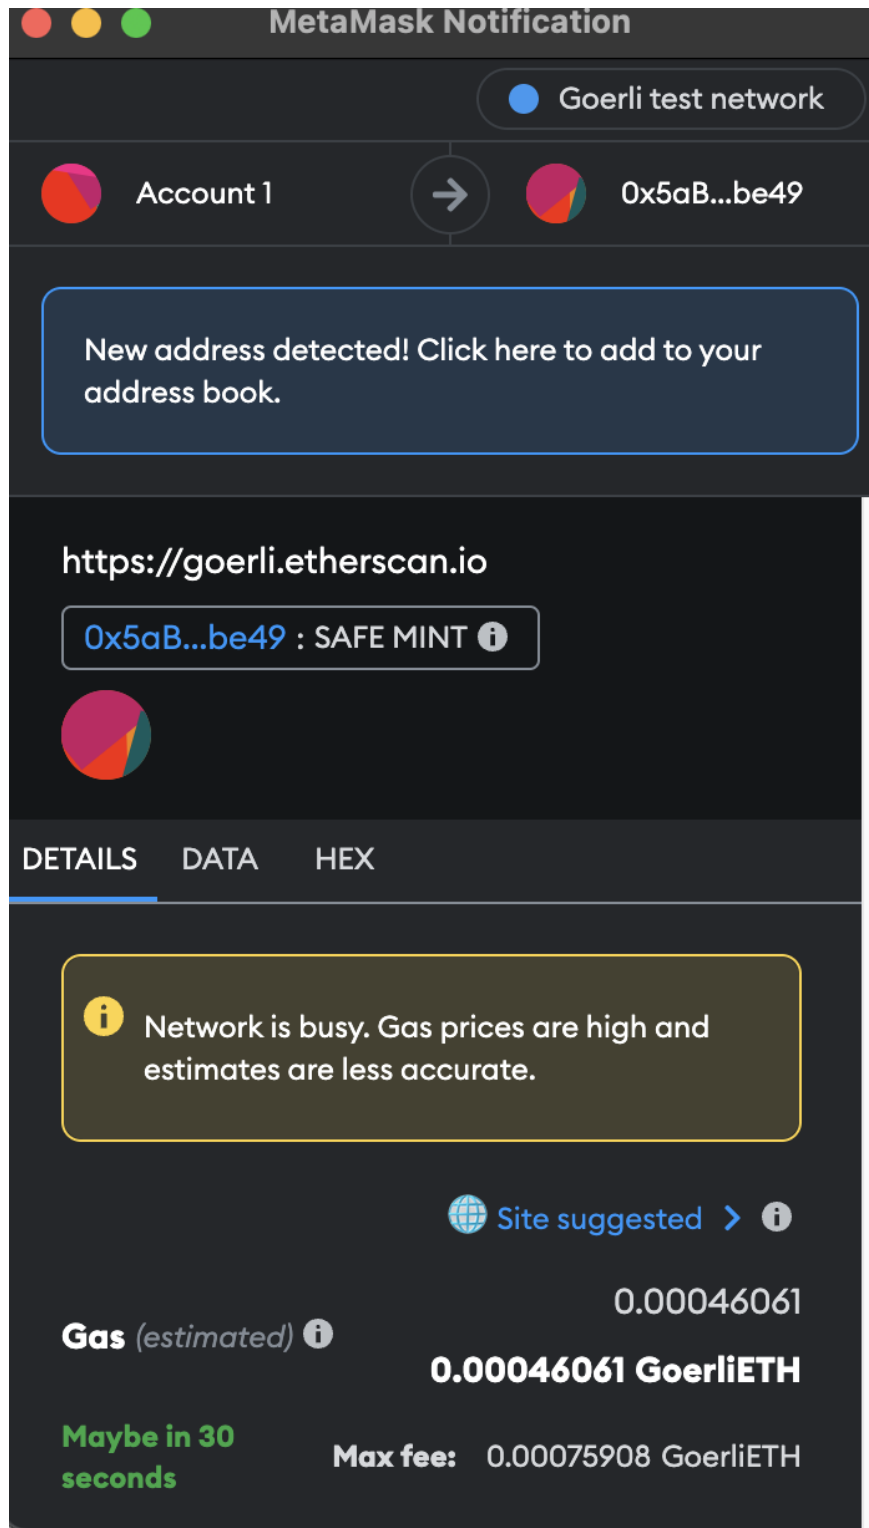 MetaMask Notification
Goerli test network
Account 1
0x5aB...be49
New address detected! Click here to add to your
address book.
https://goerli.etherscan.io
0x5aB...be49 : SAFE MINT
DETAILS DATA HEX
Network is busy. Gas prices are high and
estimates are less accurate.
Site suggested >
0.00046061
Gas (estimated)
0.00046061 GoerliETH
Maybe in 30
seconds
Max fee: 0.00075908 GoerliETH